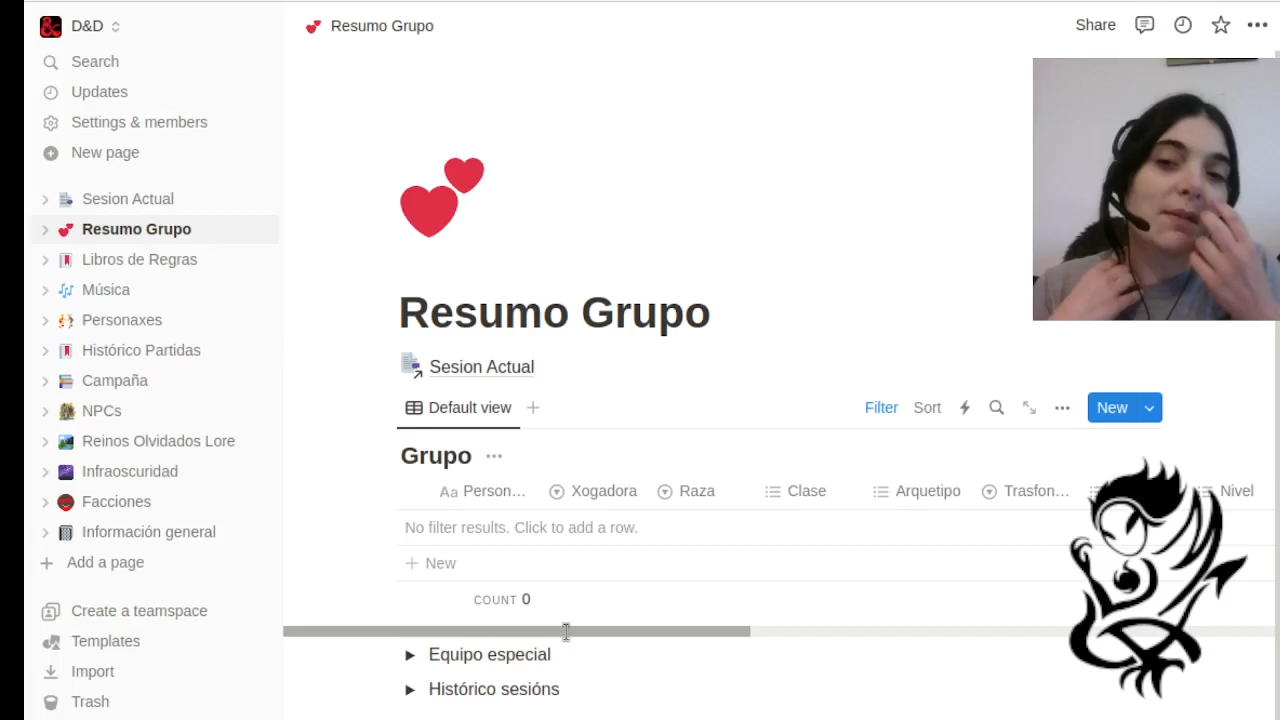 D&D
Search
Updates
Settings & members
New page
Sesion Actual
Resumo Grupo
Libros de Regras
Música
Personaxes
Histórico Partidas
Campaña
NPCs
Reinos Olvidados Lore
Infraoscuridad
Facciones
Información general
Add a page
Create a teamspace
Templates
Import
Trash
Resumo Grupo
Share
Resumo Grupo
Sesion Actual
Default view
Filter Sort New
Grupo
Aa Person... Xogadora Raza Clase Arquetipo Trasfon... Nivel
No filter results. Click to add a row.
New
COUNT 0
Equipo especial
Histórico sesións